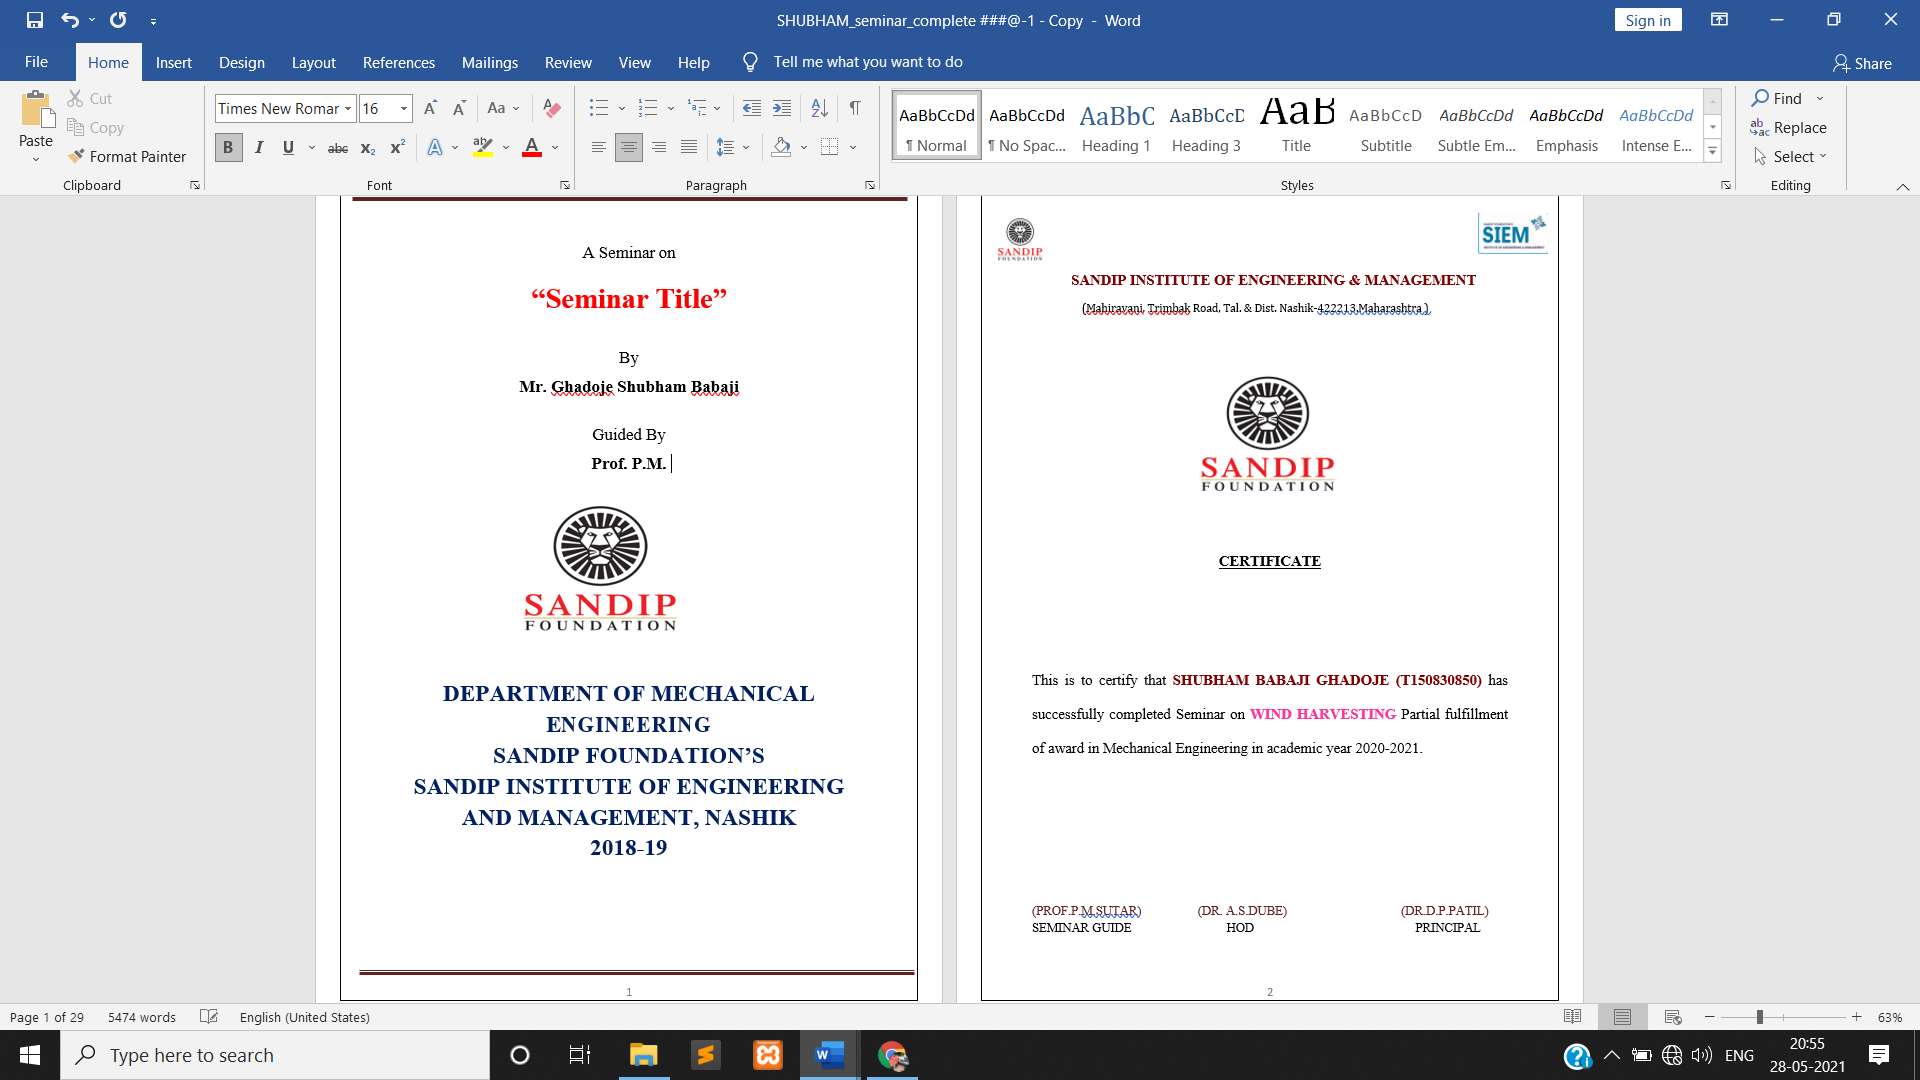 SHUBHAM_seminar_complete ###@-1 - Copy - Word
Sign in
File Home Insert Design Layout References Mailings Review View Help Tell me what you want to do Share
Paste
Cut
Copy
Format Painter
Clipboard
Times New Romar 16
Aa
B I U abc X₂ X² A ab A
Font
Paragraph
AaBbCcDd AaBbCcDd AaBbC AaBbCcD AaB AaBbCcD AaBbCcDd AaBbCcDd AaBbCcDd
¶ Normal ¶ No Spac... Heading 1 Heading 3 Title Subtitle Subtle Em... Emphasis Intense E...
Styles
Find
Replace
Select
Editing
A Seminar on
“Seminar Title”
By
Mr. Ghadoje Shubham Babaji
Guided By
Prof. P.M.
SANDIP
FOUNDATION
DEPARTMENT OF MECHANICAL
ENGINEERING
SANDIP FOUNDATION’S
SANDIP INSTITUTE OF ENGINEERING
AND MANAGEMENT, NASHIK
2018-19
1
SANDIP
FOUNDATION
SIEM
SANDIP INSTITUTE OF ENGINEERING & MANAGEMENT
(Mahiravani, Trimbak Road, Tal. & Dist. Nashik-422213,Maharashtra )
SANDIP
FOUNDATION
CERTIFICATE
This is to certify that SHUBHAM BABAJI GHADOJE (T150830850) has
successfully completed Seminar on WIND HARVESTING Partial fulfillment
of award in Mechanical Engineering in academic year 2020-2021.
(PROF.P.M.SUTAR) (DR. A.S.DUBE) (DR.D.P.PATIL)
SEMINAR GUIDE HOD PRINCIPAL
2
Page 1 of 29 5474 words English (United States) 63%
Type here to search
ENG
20:55
28-05-2021